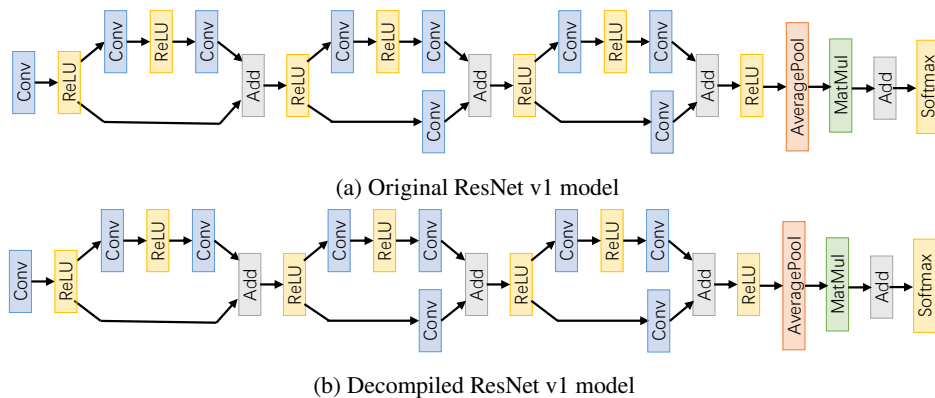 Conv
ReLU
Conv
ReLU
Conv
Add
ReLU
Conv
ReLU
Conv
Conv
Add
ReLU
Conv
ReLU
Conv
Conv
Add
ReLU
AveragePool
MatMul
Add
Softmax
(a) Original ResNet v1 model
Conv
ReLU
Conv
ReLU
Conv
Add
ReLU
Conv
ReLU
Conv
Conv
Add
ReLU
Conv
ReLU
Conv
Conv
Add
ReLU
AveragePool
MatMul
Add
Softmax
(b) Decompiled ResNet v1 model